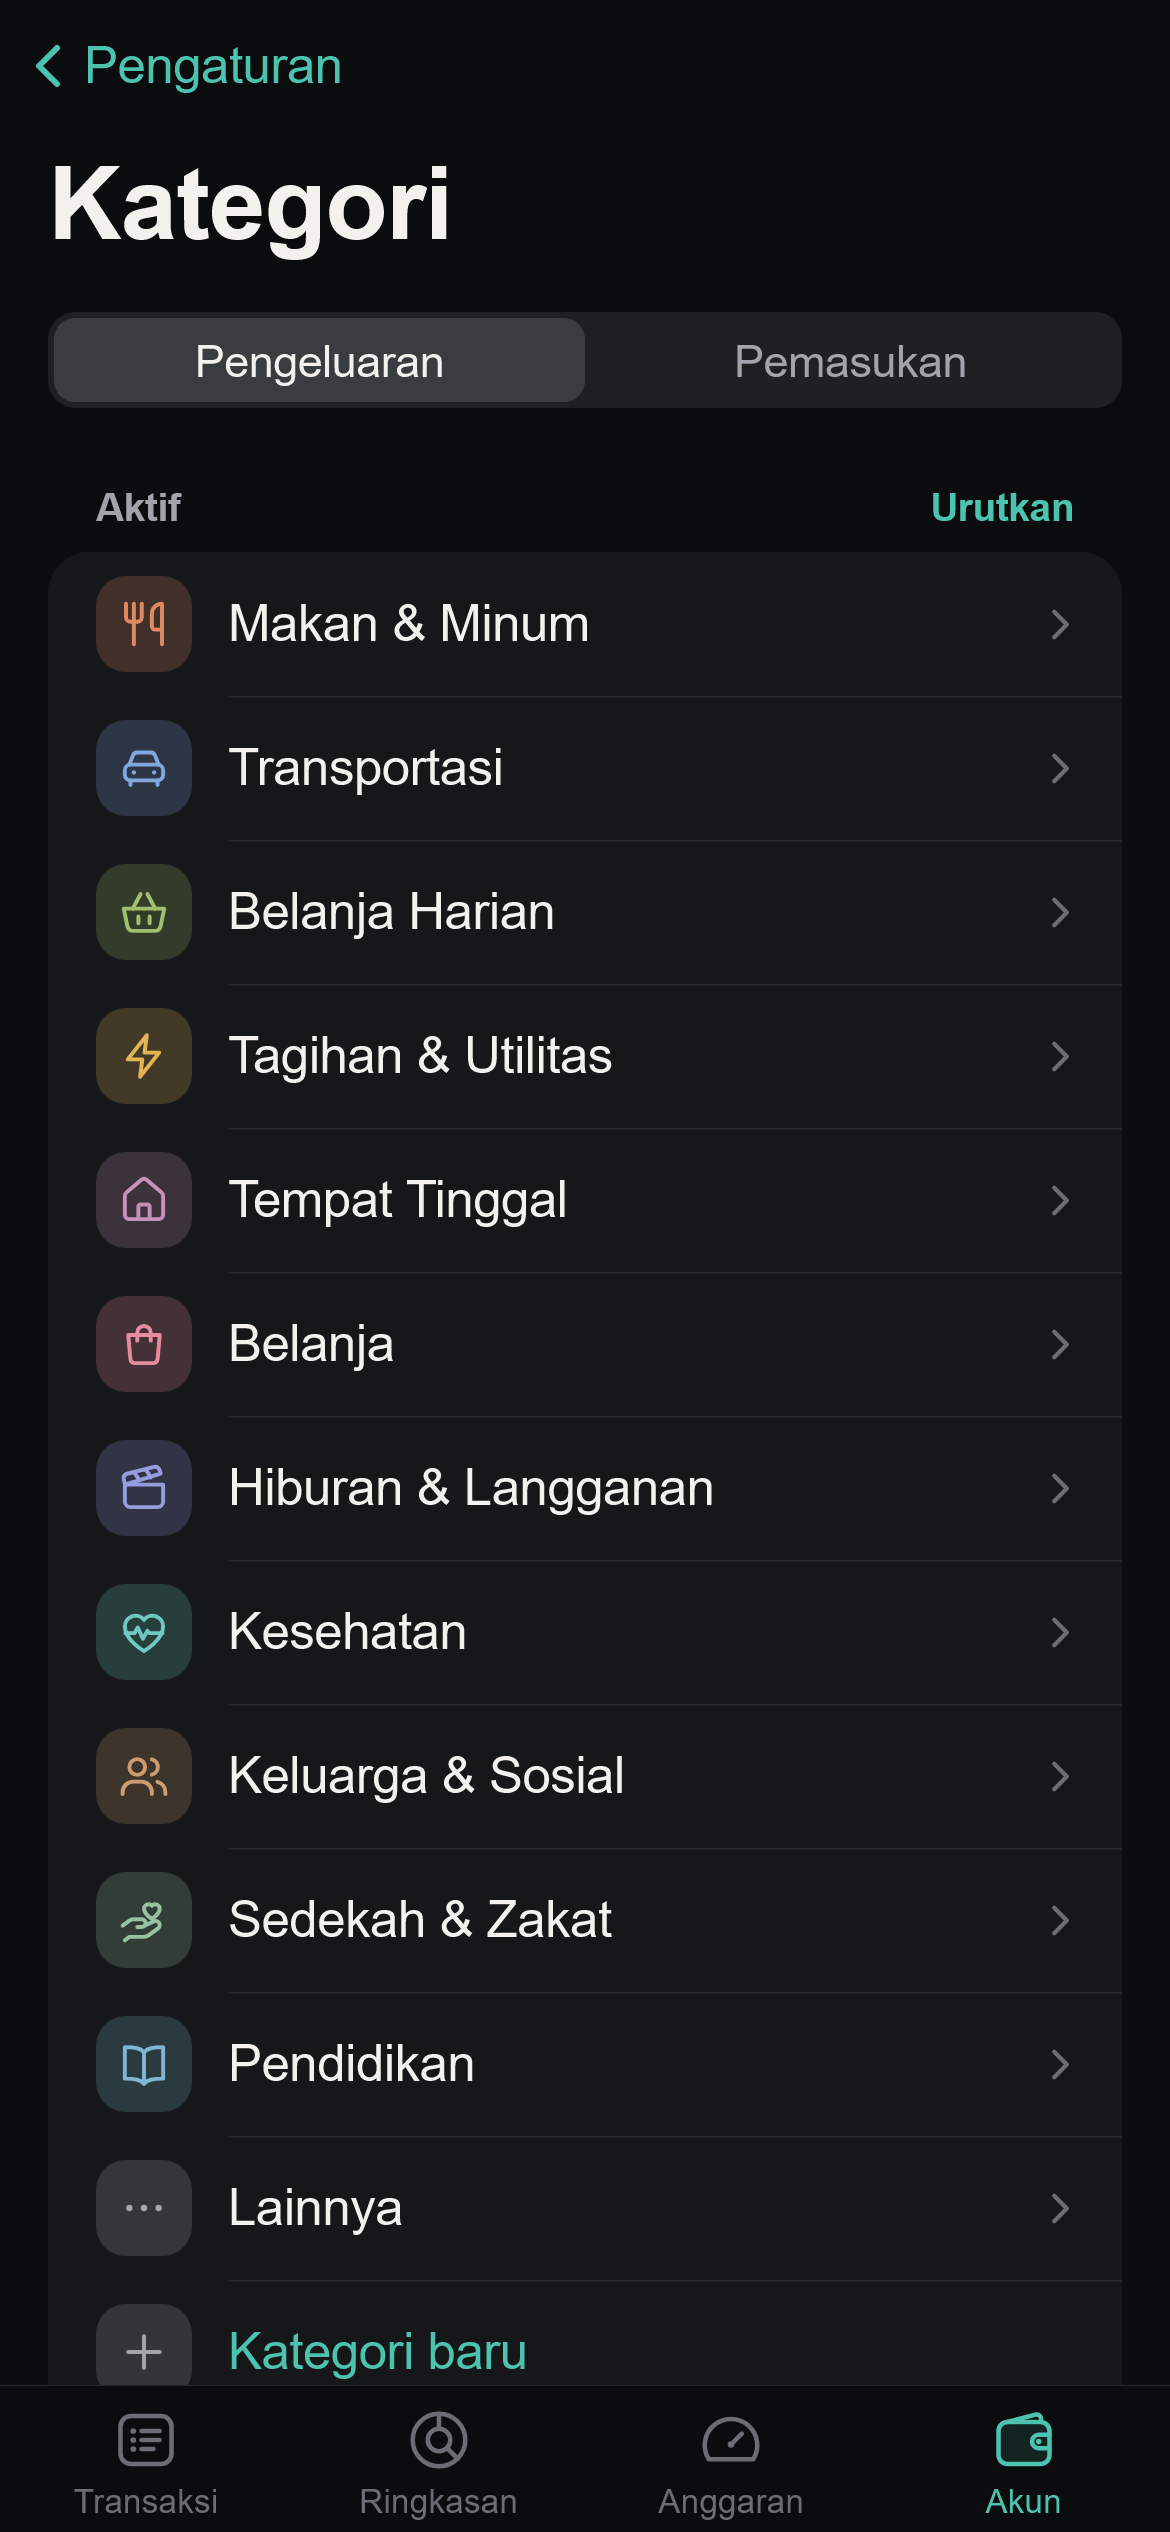 Pengaturan
Kategori
Pengeluaran
Pemasukan
Aktif
Urutkan
Makan & Minum
Transportasi
Belanja Harian
Tagihan & Utilitas
Tempat Tinggal
Belanja
Hiburan & Langganan
Kesehatan
Keluarga & Sosial
Sedekah & Zakat
Pendidikan
Lainnya
Kategori baru
Transaksi
Ringkasan
Anggaran
Akun